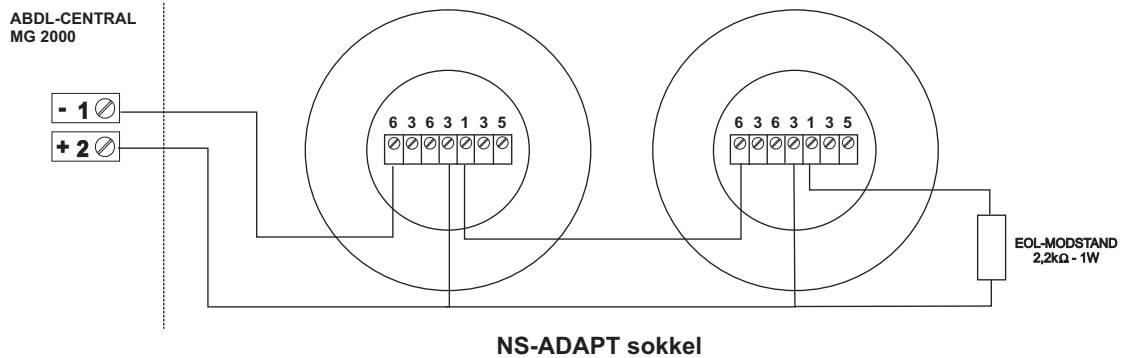 ABDL-CENTRAL
MG 2000
- 1
+ 2
6 3 6 3 1 3 5
6 3 6 3 1 3 5
EOL-MODSTAND
2,2kΩ - 1W
NS-ADAPT sokkel